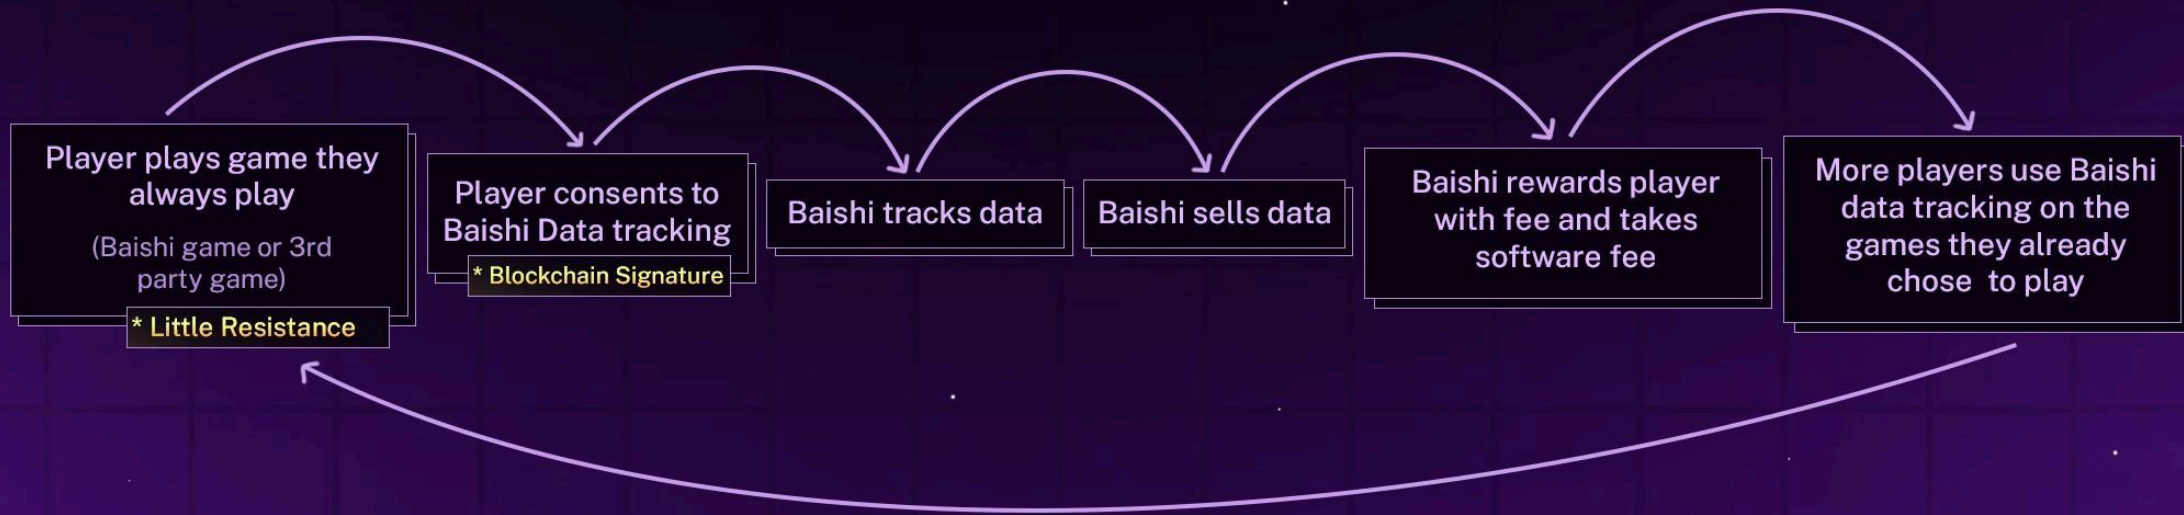 Player plays game they
always play
(Baishi game or 3rd
party game)
* Little Resistance
Player consents to
Baishi Data tracking
* Blockchain Signature
Baishi tracks data
Baishi sells data
Baishi rewards player
with fee and takes
software fee
More players use Baishi
data tracking on the
games they already
chose to play